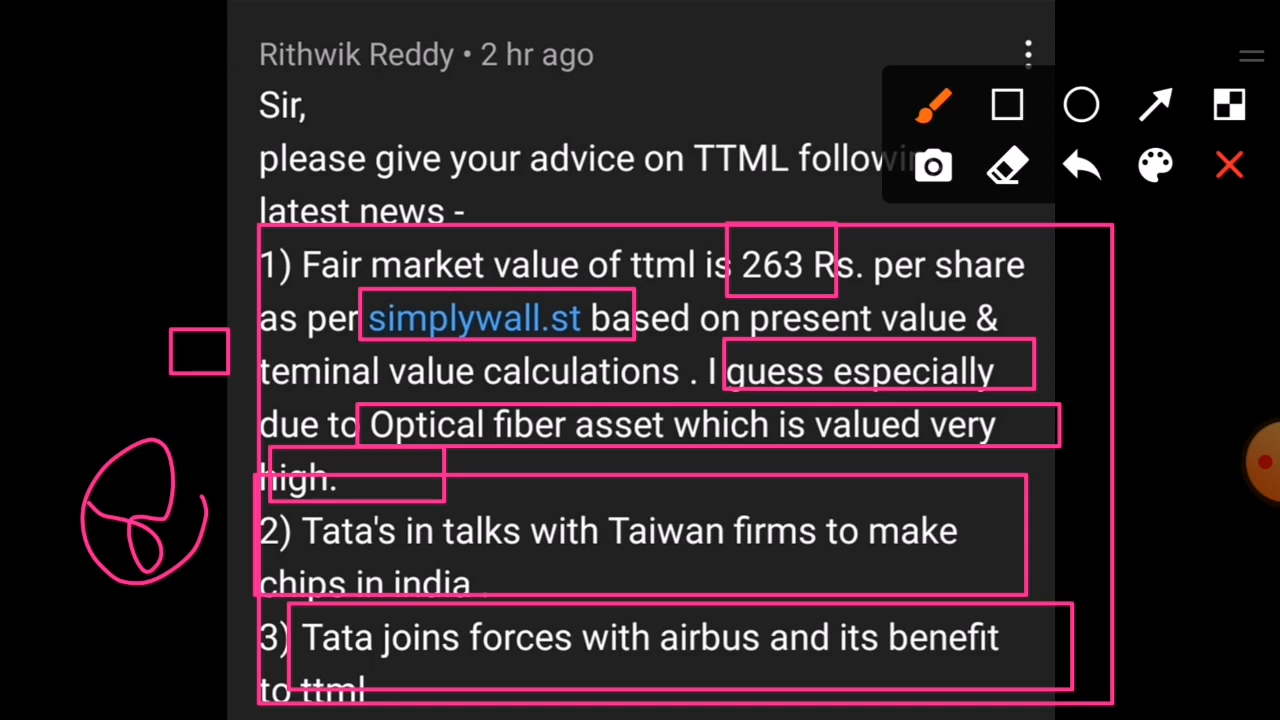 Rithwik Reddy • 2 hr ago
Sir,
please give your advice on TTML following
latest news -
1) Fair market value of ttml is 263 Rs. per share
as per simplywall.st based on present value &
teminal value calculations . I guess especially
due to Optical fiber asset which is valued very
high.
2) Tata's in talks with Taiwan firms to make
chips in india .
3) Tata joins forces with airbus and its benefit
to ttml